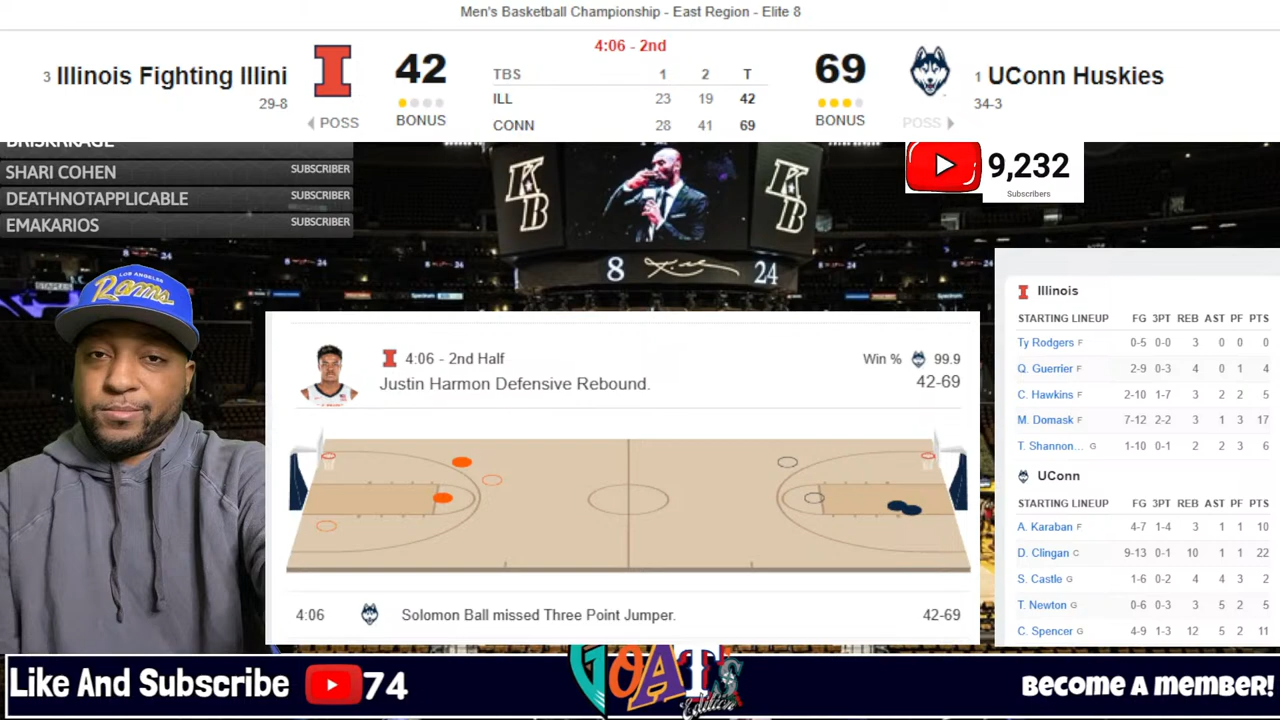 Men's Basketball Championship - East Region - Elite 8
3 Illinois Fighting Illini
29-8
42
POSS
BONUS
4:06 - 2nd
TBS 1 2 T
ILL 23 19 42
CONN 28 41 69
69
BONUS
1 UConn Huskies
34-3
POSS
BRISKRAGE
SHARI COHEN SUBSCRIBER
DEATHNOTAPPLICABLE SUBSCRIBER
EMAKARIOS SUBSCRIBER
9,232
Subscribers
KB
KB
8 24
LOS ANGELES
Rams
4:06 - 2nd Half
Justin Harmon Defensive Rebound.
Win % 99.9
42-69
4:06 Solomon Ball missed Three Point Jumper. 42-69
Illinois
STARTING LINEUP FG 3PT REB AST PF PTS
Ty Rodgers F 0-5 0-0 3 0 0 0
Q. Guerrier F 2-9 0-3 4 0 1 4
C. Hawkins F 2-10 1-7 3 2 2 5
M. Domask F 7-12 2-2 3 1 3 17
T. Shannon... G 1-10 0-1 2 2 3 6
UConn
STARTING LINEUP FG 3PT REB AST PF PTS
A. Karaban F 4-7 1-4 3 1 1 10
D. Clingan C 9-13 0-1 10 1 1 22
S. Castle G 1-6 0-2 4 4 3 2
T. Newton G 0-6 0-3 3 5 2 5
C. Spencer G 4-9 1-3 12 5 2 11
Like And Subscribe 74
GOATS
Edition
Become a member!